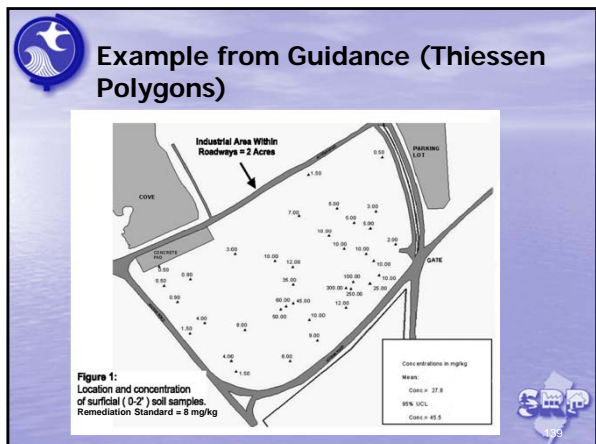 Example from Guidance (Thiessen
Polygons)
Industrial Area Within
Roadways = 2 Acres
PARKING
LOT
0.50
1.50
COVE
5.00
3.00
7.00
5.00
5.00
10.00
2.00
3.00
10.00
10.00
CONCRETE
PAD
10.00
12.00
10.00
GATE
0.50
0.80
35.00
100.00
10.00
0.50
300.00
25.00
250.00
0.90
60.00
45.00
12.00
50.00
10.00
4.00
1.50
8.00
9.00
4.00
8.00
1.50
Figure 1:
Location and concentration
of surficial ( 0-2' ) soil samples.
Remediation Standard = 8 mg/kg
Concentrations in mg/kg
Mean:
Conc.= 27.8
95% UCL
Conc.= 45.5
SRP
139